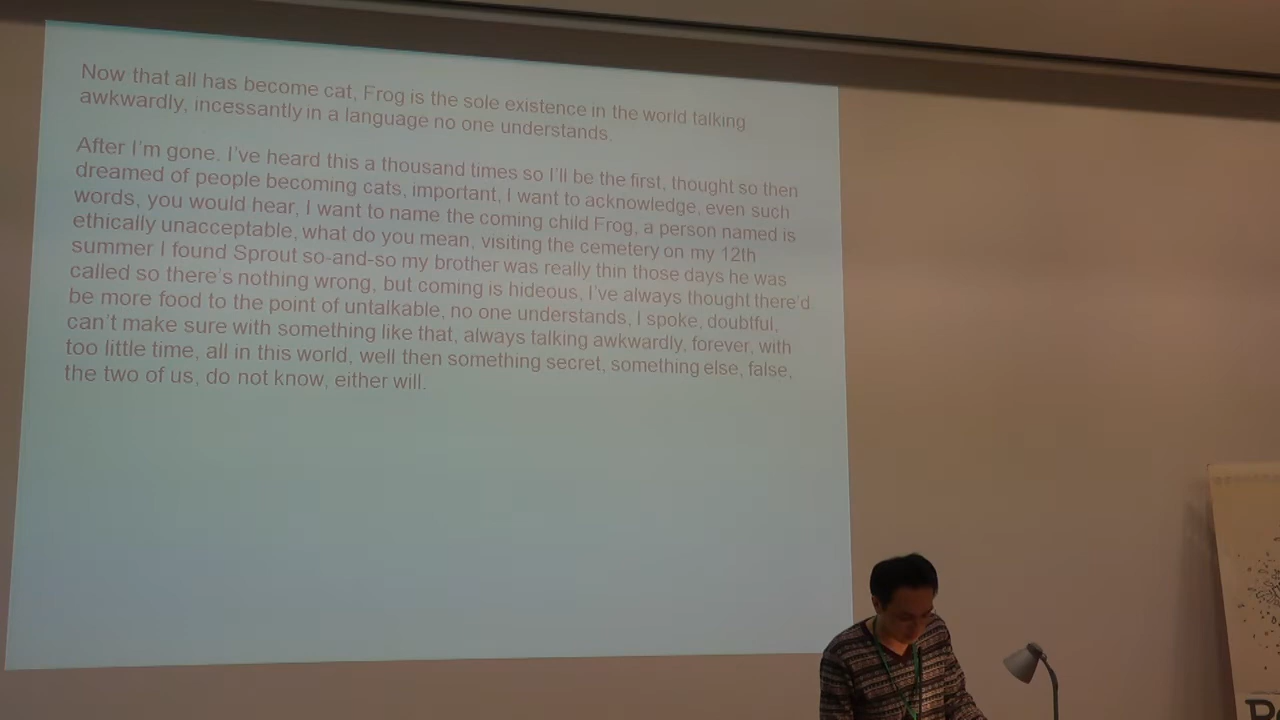 Now that all has become cat, Frog is the sole existence in the world talking
awkwardly, incessantly in a language no one understands.
After I'm gone. I've heard this a thousand times so I'll be the first, thought so then
dreamed of people becoming cats, important, I want to acknowledge, even such
words, you would hear, I want to name the coming child Frog, a person named is
ethically unacceptable, what do you mean, visiting the cemetery on my 12th
summer I found Sprout so-and-so my brother was really thin those days he was
called so there's nothing wrong, but coming is hideous, I've always thought there'd
be more food to the point of untalkable, no one understands, I spoke, doubtful,
can't make sure with something like that, always talking awkwardly, forever, with
too little time, all in this world, well then something secret, something else, false,
the two of us, do not know, either will.